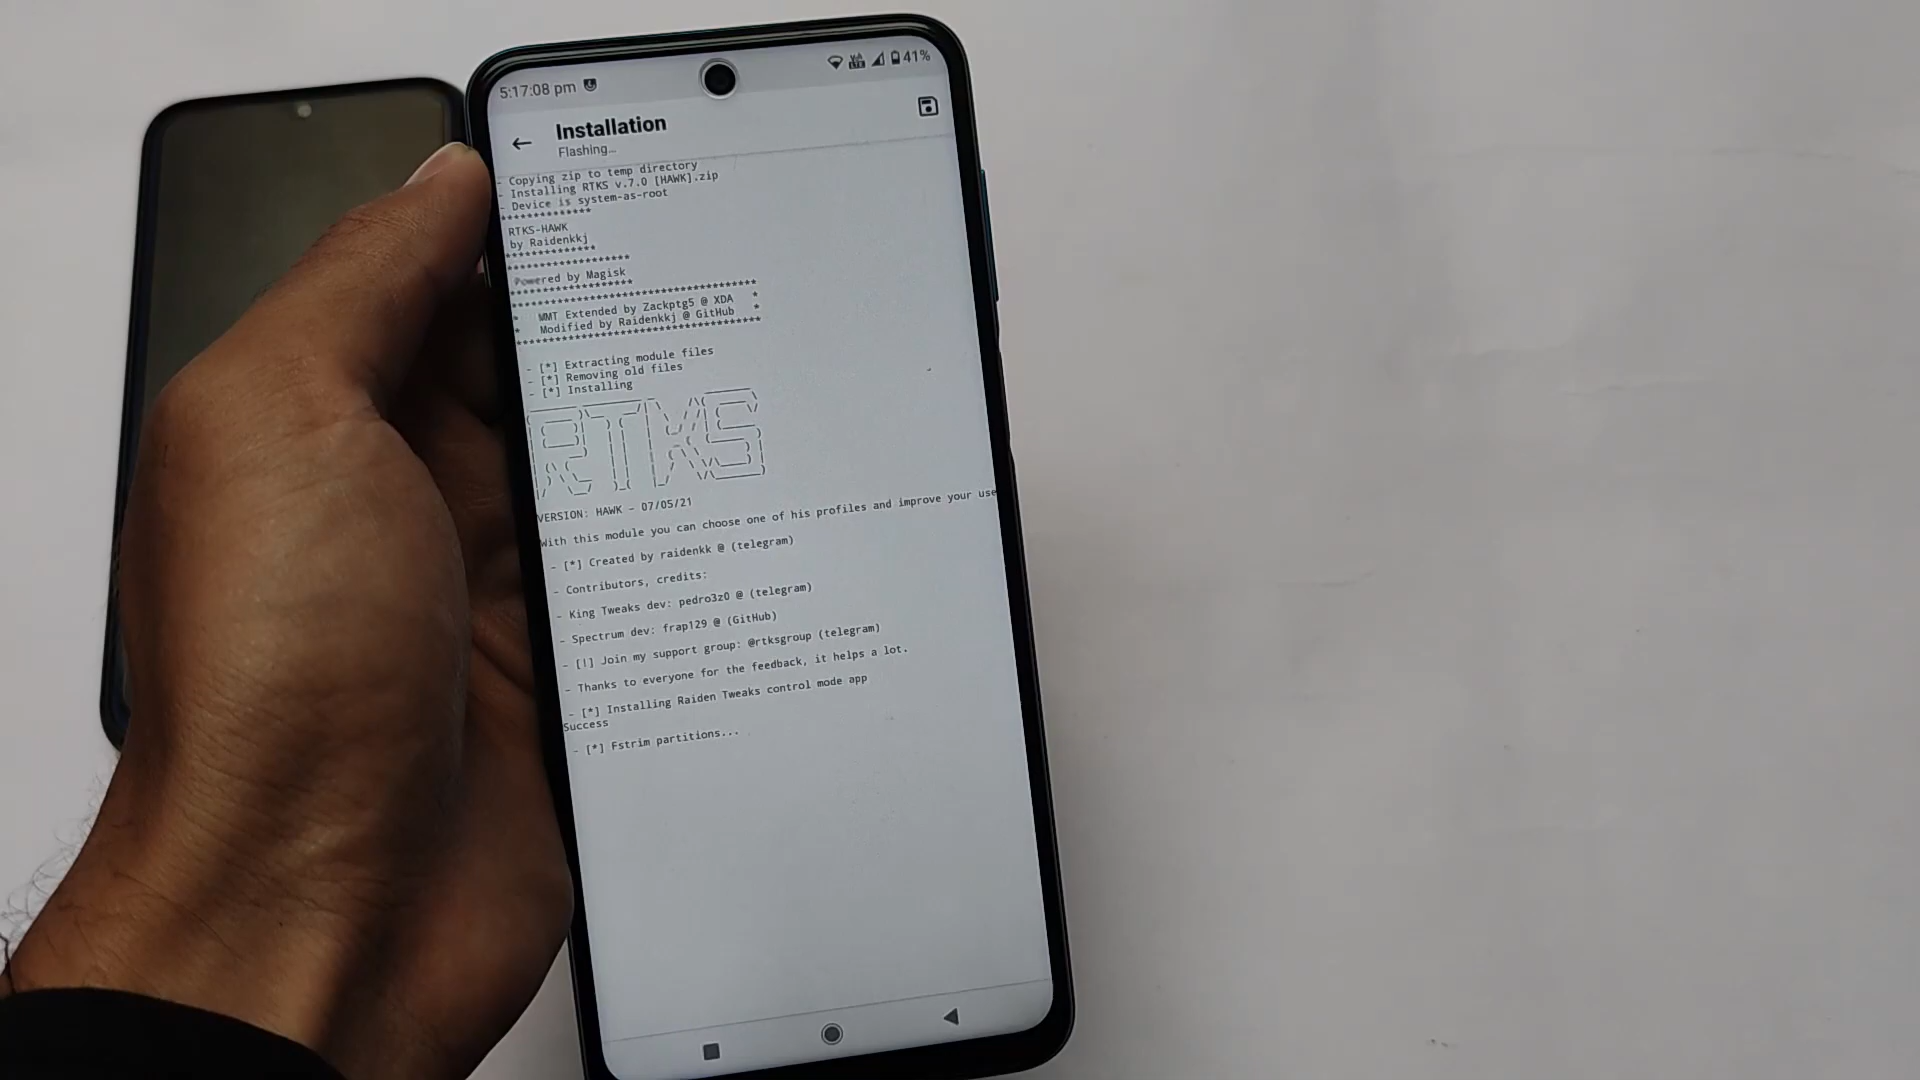 5:17:08 pm
VoLTE 41%
Installation
Flashing...
- Copying zip to temp directory
- Installing RTKS v.7.0 [HAWK].zip
- Device is system-as-root
**************
RTKS-HAWK
by Raidenkkj
**************
*******************
Powered by Magisk
*******************
**************************************
* MMT Extended by Zackptg5 @ XDA *
* Modified by Raidenkkj @ GitHub *
**************************************
- [*] Extracting module files
- [*] Removing old files
- [*] Installing
RTKS
VERSION: HAWK - 07/05/21
With this module you can choose one of his profiles and improve your use
- [*] Created by raidenkk @ (telegram)
- Contributors, credits:
- King Tweaks dev: pedro3z0 @ (telegram)
- Spectrum dev: frap129 @ (GitHub)
- [!] Join my support group: @rtksgroup (telegram)
- Thanks to everyone for the feedback, it helps a lot.
- [*] Installing Raiden Tweaks control mode app
Success
- [*] Fstrim partitions...